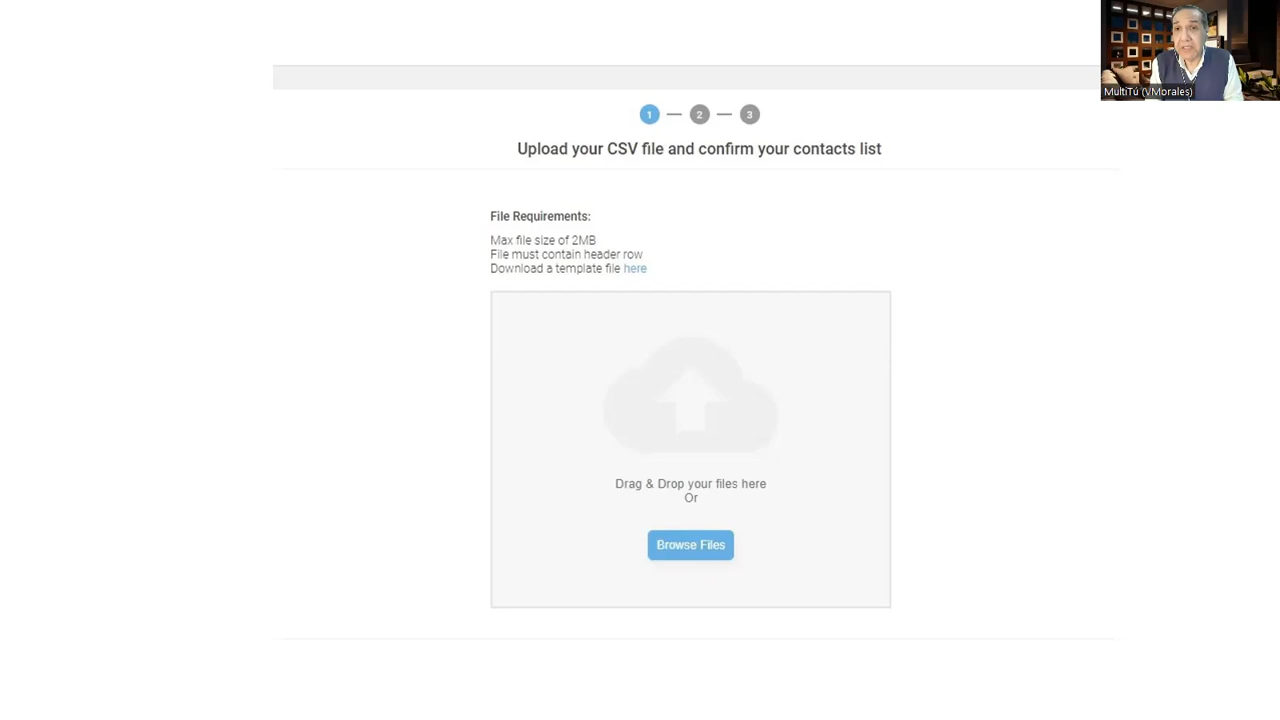 MultiTú (VMorales)
1
2
3
Upload your CSV file and confirm your contacts list
File Requirements:
Max file size of 2MB
File must contain header row
Download a template file here
Drag & Drop your files here
Or
Browse Files